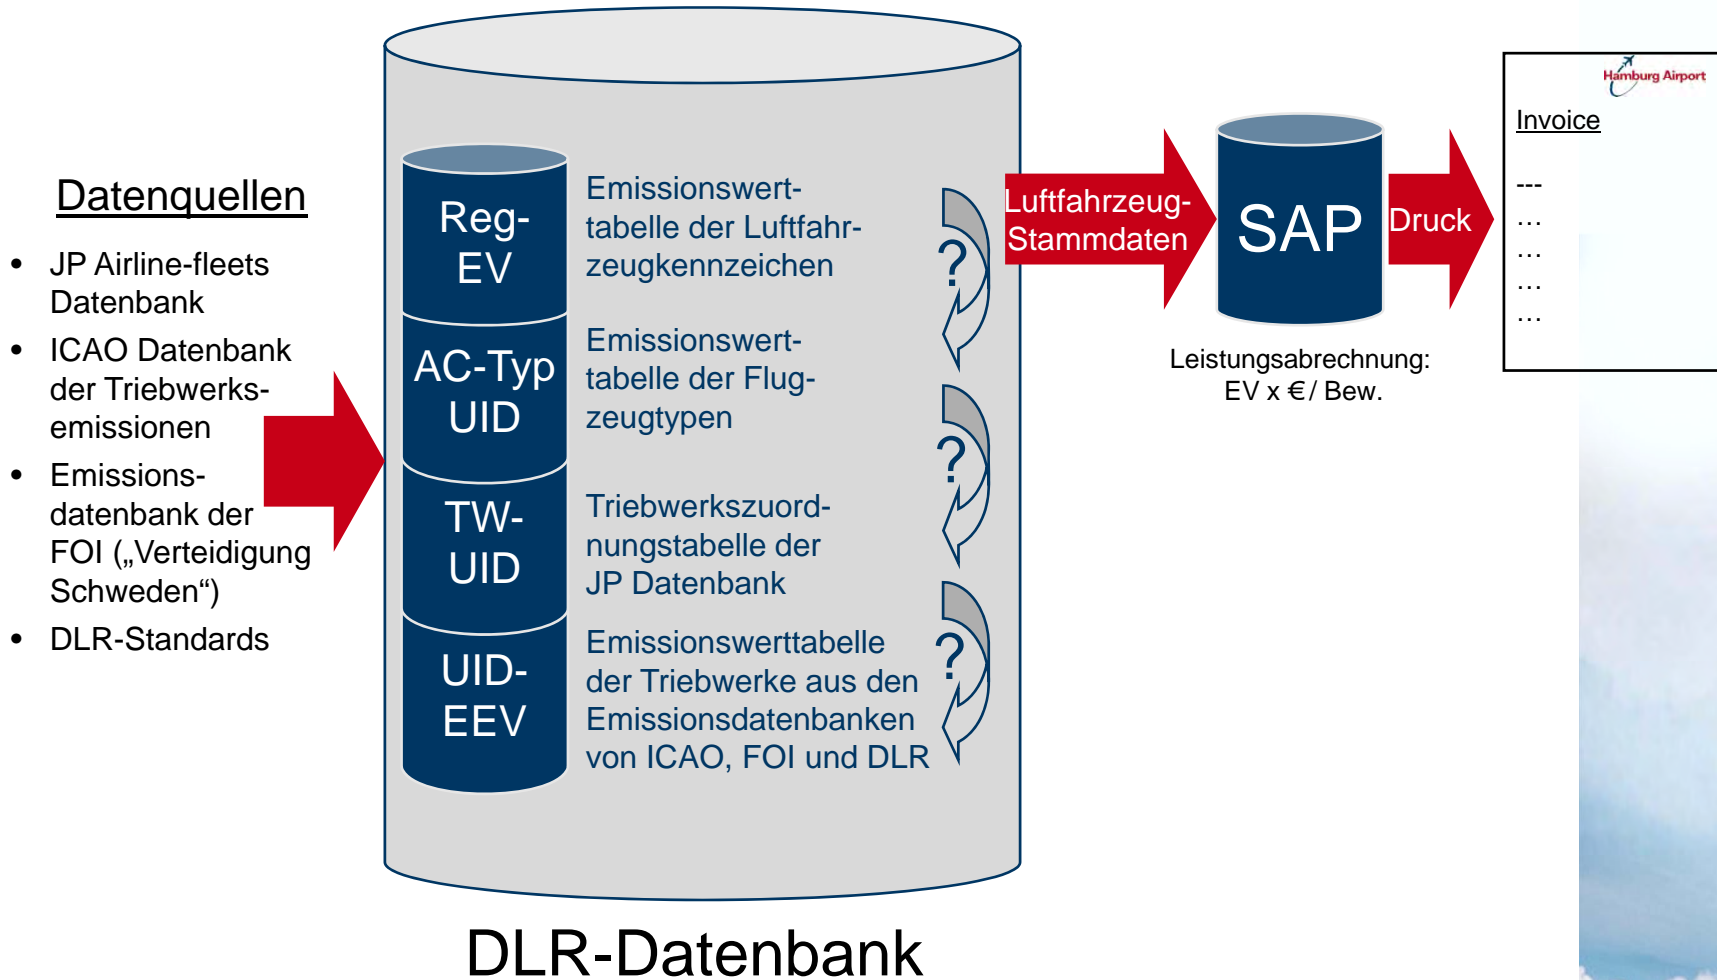 Datenquellen
• JP Airline-fleets
Datenbank
• ICAO Datenbank
der Triebwerks-
emissionen
• Emissions-
datenbank der
FOI („Verteidigung
Schweden“)
• DLR-Standards
Reg-
EV
Emissionswert-
tabelle der Luftfahr-
zeugkennzeichen
?
AC-Typ
UID
Emissionswert-
tabelle der Flug-
zeugtypen
?
TW-
UID
Triebwerkszuord-
nungstabelle der
JP Datenbank
?
UID-
EEV
Emissionswerttabelle
der Triebwerke aus den
Emissionsdatenbanken
von ICAO, FOI und DLR
DLR-Datenbank
Luftfahrzeug-
Stammdaten
SAP
Leistungsabrechnung:
EV x € / Bew.
Druck
Hamburg Airport
Invoice
---
…
…
…
…